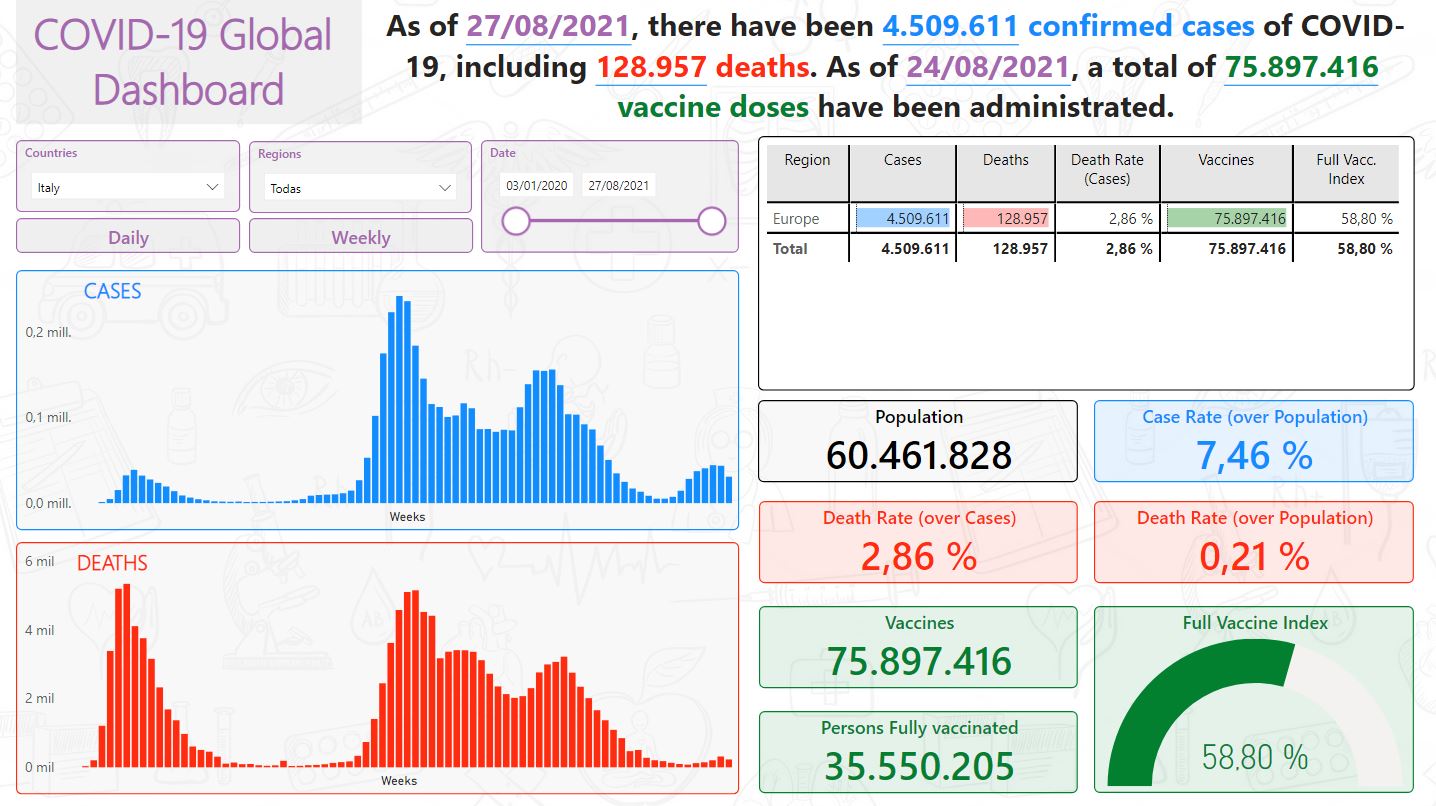 COVID-19 Global
Dashboard
As of 27/08/2021, there have been 4.509.611 confirmed cases of COVID-
19, including 128.957 deaths. As of 24/08/2021, a total of 75.897.416
vaccine doses have been administrated.
Countries
Italy
Regions
Todas
Date
03/01/2020 27/08/2021
Daily
Weekly
Region Cases Deaths Death Rate Vaccines Full Vacc.
(Cases) Index
Europe 4.509.611 128.957 2,86 % 75.897.416 58,80 %
Total 4.509.611 128.957 2,86 % 75.897.416 58,80 %
CASES
0,2 mill.
0,1 mill.
0,0 mill.
Weeks
DEATHS
6 mil
4 mil
2 mil
0 mil
Weeks
Population
60.461.828
Case Rate (over Population)
7,46 %
Death Rate (over Cases)
2,86 %
Death Rate (over Population)
0,21 %
Vaccines
75.897.416
Persons Fully vaccinated
35.550.205
Full Vaccine Index
58,80 %
Rh-
Rh+
AB